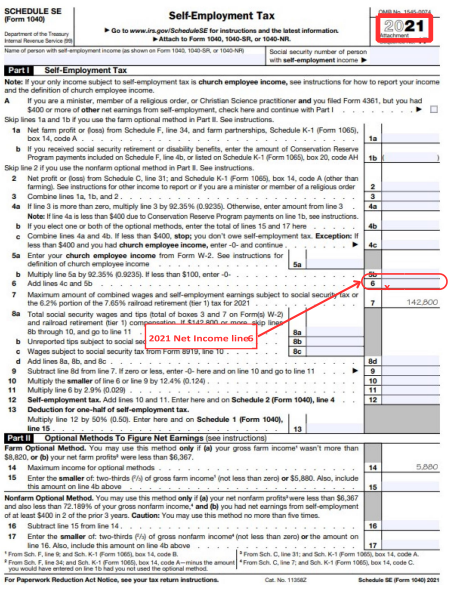 SCHEDULE SE
(Form 1040)
Department of the Treasury
Internal Revenue Service (99)
Self-Employment Tax
▶ Go to www.irs.gov/ScheduleSE for instructions and the latest information.
▶ Attach to Form 1040, 1040-SR, or 1040-NR.
OMB No. 1545-0074
2021
Attachment
Name of person with self-employment income (as shown on Form 1040, 1040-SR, or 1040-NR)
Social security number of person
with self-employment income ▶
Part I Self-Employment Tax
Note: If your only income subject to self-employment tax is church employee income, see instructions for how to report your income
and the definition of church employee income.
A If you are a minister, member of a religious order, or Christian Science practitioner and you filed Form 4361, but you had
$400 or more of other net earnings from self-employment, check here and continue with Part I . . . . . . . . ▶
Skip lines 1a and 1b if you use the farm optional method in Part II. See instructions.
1a Net farm profit or (loss) from Schedule F, line 34, and farm partnerships, Schedule K-1 (Form 1065),
box 14, code A . . . . . . . . . . 1a
b If you received social security retirement or disability benefits, enter the amount of Conservation Reserve
Program payments included on Schedule F, line 4b, or listed on Schedule K-1 (Form 1065), box 20, code AH 1b ( )
Skip line 2 if you use the nonfarm optional method in Part II. See instructions.
2 Net profit or (loss) from Schedule C, line 31; and Schedule K-1 (Form 1065), box 14, code A (other than
farming). See instructions for other income to report or if you are a minister or member of a religious order 2
3 Combine lines 1a, 1b, and 2 . . . . . . . . . . 3
4a If line 3 is more than zero, multiply line 3 by 92.35% (0.9235). Otherwise, enter amount from line 3 . 4a
Note: If line 4a is less than $400 due to Conservation Reserve Program payments on line 1b, see instructions.
b If you elect one or both of the optional methods, enter the total of lines 15 and 17 here . . . . 4b
c Combine lines 4a and 4b. If less than $400, stop; you don't owe self-employment tax. Exception: If
less than $400 and you had church employee income, enter -0- and continue . . . . . ▶ 4c
5a Enter your church employee income from Form W-2. See instructions for
definition of church employee income . . . . . 5a
b Multiply line 5a by 92.35% (0.9235). If less than $100, enter -0- . . . . . 5b
6 Add lines 4c and 5b . . . . . . . . . . 6 x
7 Maximum amount of combined wages and self-employment earnings subject to social security tax or
the 6.2% portion of the 7.65% railroad retirement (tier 1) tax for 2021 . . . . . 7 142,800
8a Total social security wages and tips (total of boxes 3 and 7 on Form(s) W-2)
and railroad retirement (tier 1) compensation. If $142,800 or more, skip lines
8b through 10, and go to line 11 . 8a
2021 Net Income line6
b Unreported tips subject to social 8b
c Wages subject to social security tax from Form 8919, line 10 . . . . 8c
d Add lines 8a, 8b, and 8c . . . . . . . . . . 8d
9 Subtract line 8d from line 7. If zero or less, enter -0- here and on line 10 and go to line 11 . . . ▶ 9
10 Multiply the smaller of line 6 or line 9 by 12.4% (0.124) . . . . . 10
11 Multiply line 6 by 2.9% (0.029) . . . . . . . . . . 11
12 Self-employment tax. Add lines 10 and 11. Enter here and on Schedule 2 (Form 1040), line 4 . . 12
13 Deduction for one-half of self-employment tax.
Multiply line 12 by 50% (0.50). Enter here and on Schedule 1 (Form 1040),
line 15 . . . . . . . . . . 13
Part II Optional Methods To Figure Net Earnings (see instructions)
Farm Optional Method. You may use this method only if (a) your gross farm income¹ wasn't more than
$8,820, or (b) your net farm profits² were less than $6,367.
14 Maximum income for optional methods . . . . . . . . . . 14 5,880
15 Enter the smaller of: two-thirds (²/₃) of gross farm income¹ (not less than zero) or $5,880. Also, include
this amount on line 4b above . . . . . . . . . . 15
Nonfarm Optional Method. You may use this method only if (a) your net nonfarm profits³ were less than $6,367
and also less than 72.189% of your gross nonfarm income,⁴ and (b) you had net earnings from self-employment
of at least $400 in 2 of the prior 3 years. Caution: You may use this method no more than five times.
16 Subtract line 15 from line 14 . . . . . . . . . . 16
17 Enter the smaller of: two-thirds (²/₃) of gross nonfarm income⁴ (not less than zero) or the amount on
line 16. Also, include this amount on line 4b above . . . . . 17
¹ From Sch. F, line 9; and Sch. K-1 (Form 1065), box 14, code B.
² From Sch. F, line 34; and Sch. K-1 (Form 1065), box 14, code A—minus the amount
you would have entered on line 1b had you not used the optional method.
³ From Sch. C, line 31; and Sch. K-1 (Form 1065), box 14, code A.
⁴ From Sch. C, line 7; and Sch. K-1 (Form 1065), box 14, code C.
For Paperwork Reduction Act Notice, see your tax return instructions. Cat. No. 11358Z Schedule SE (Form 1040) 2021